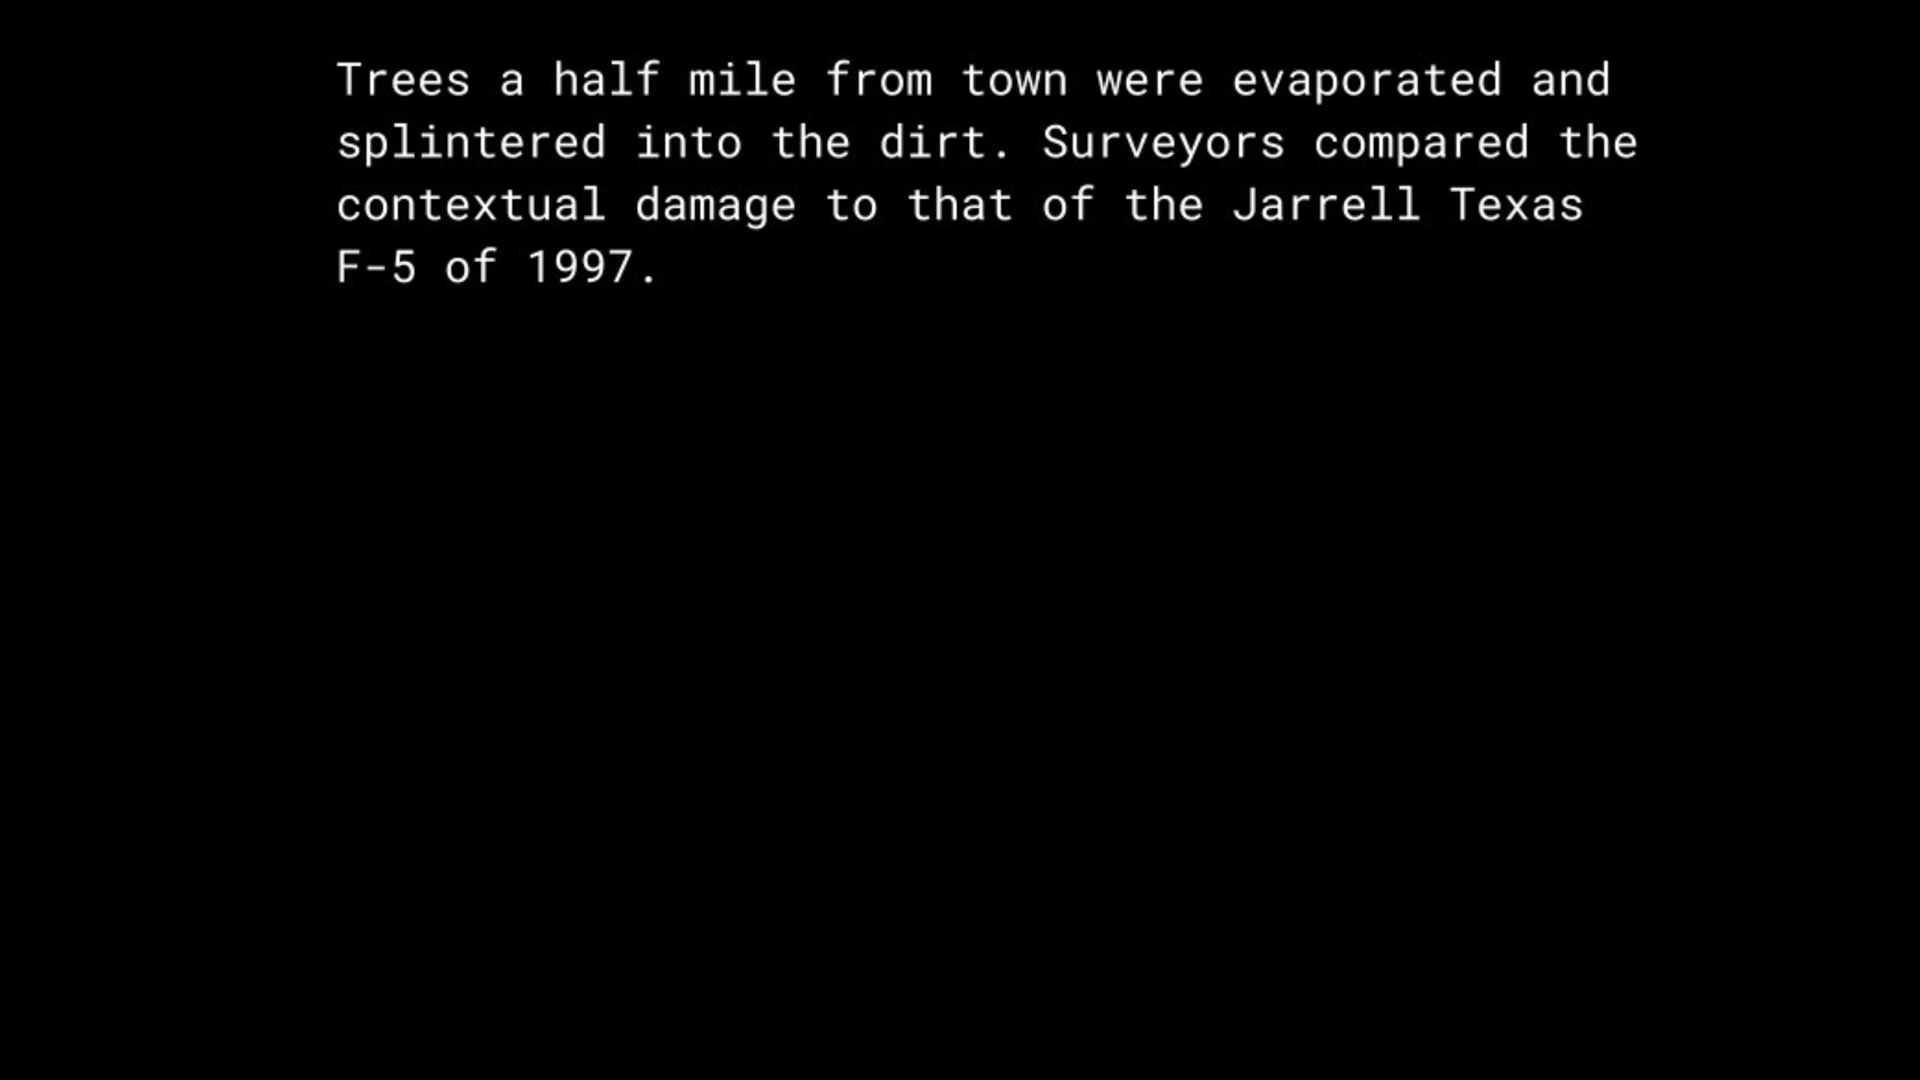 Trees a half mile from town were evaporated and
splintered into the dirt. Surveyors compared the
contextual damage to that of the Jarrell Texas
F-5 of 1997.